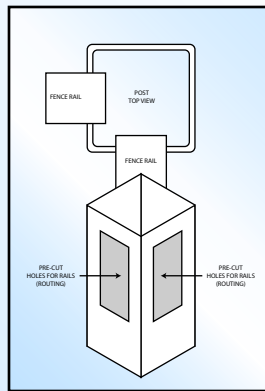 POST
TOP VIEW
FENCE RAIL
FENCE RAIL
PRE-CUT
HOLES FOR RAILS
(ROUTING)
PRE-CUT
HOLES FOR RAILS
(ROUTING)